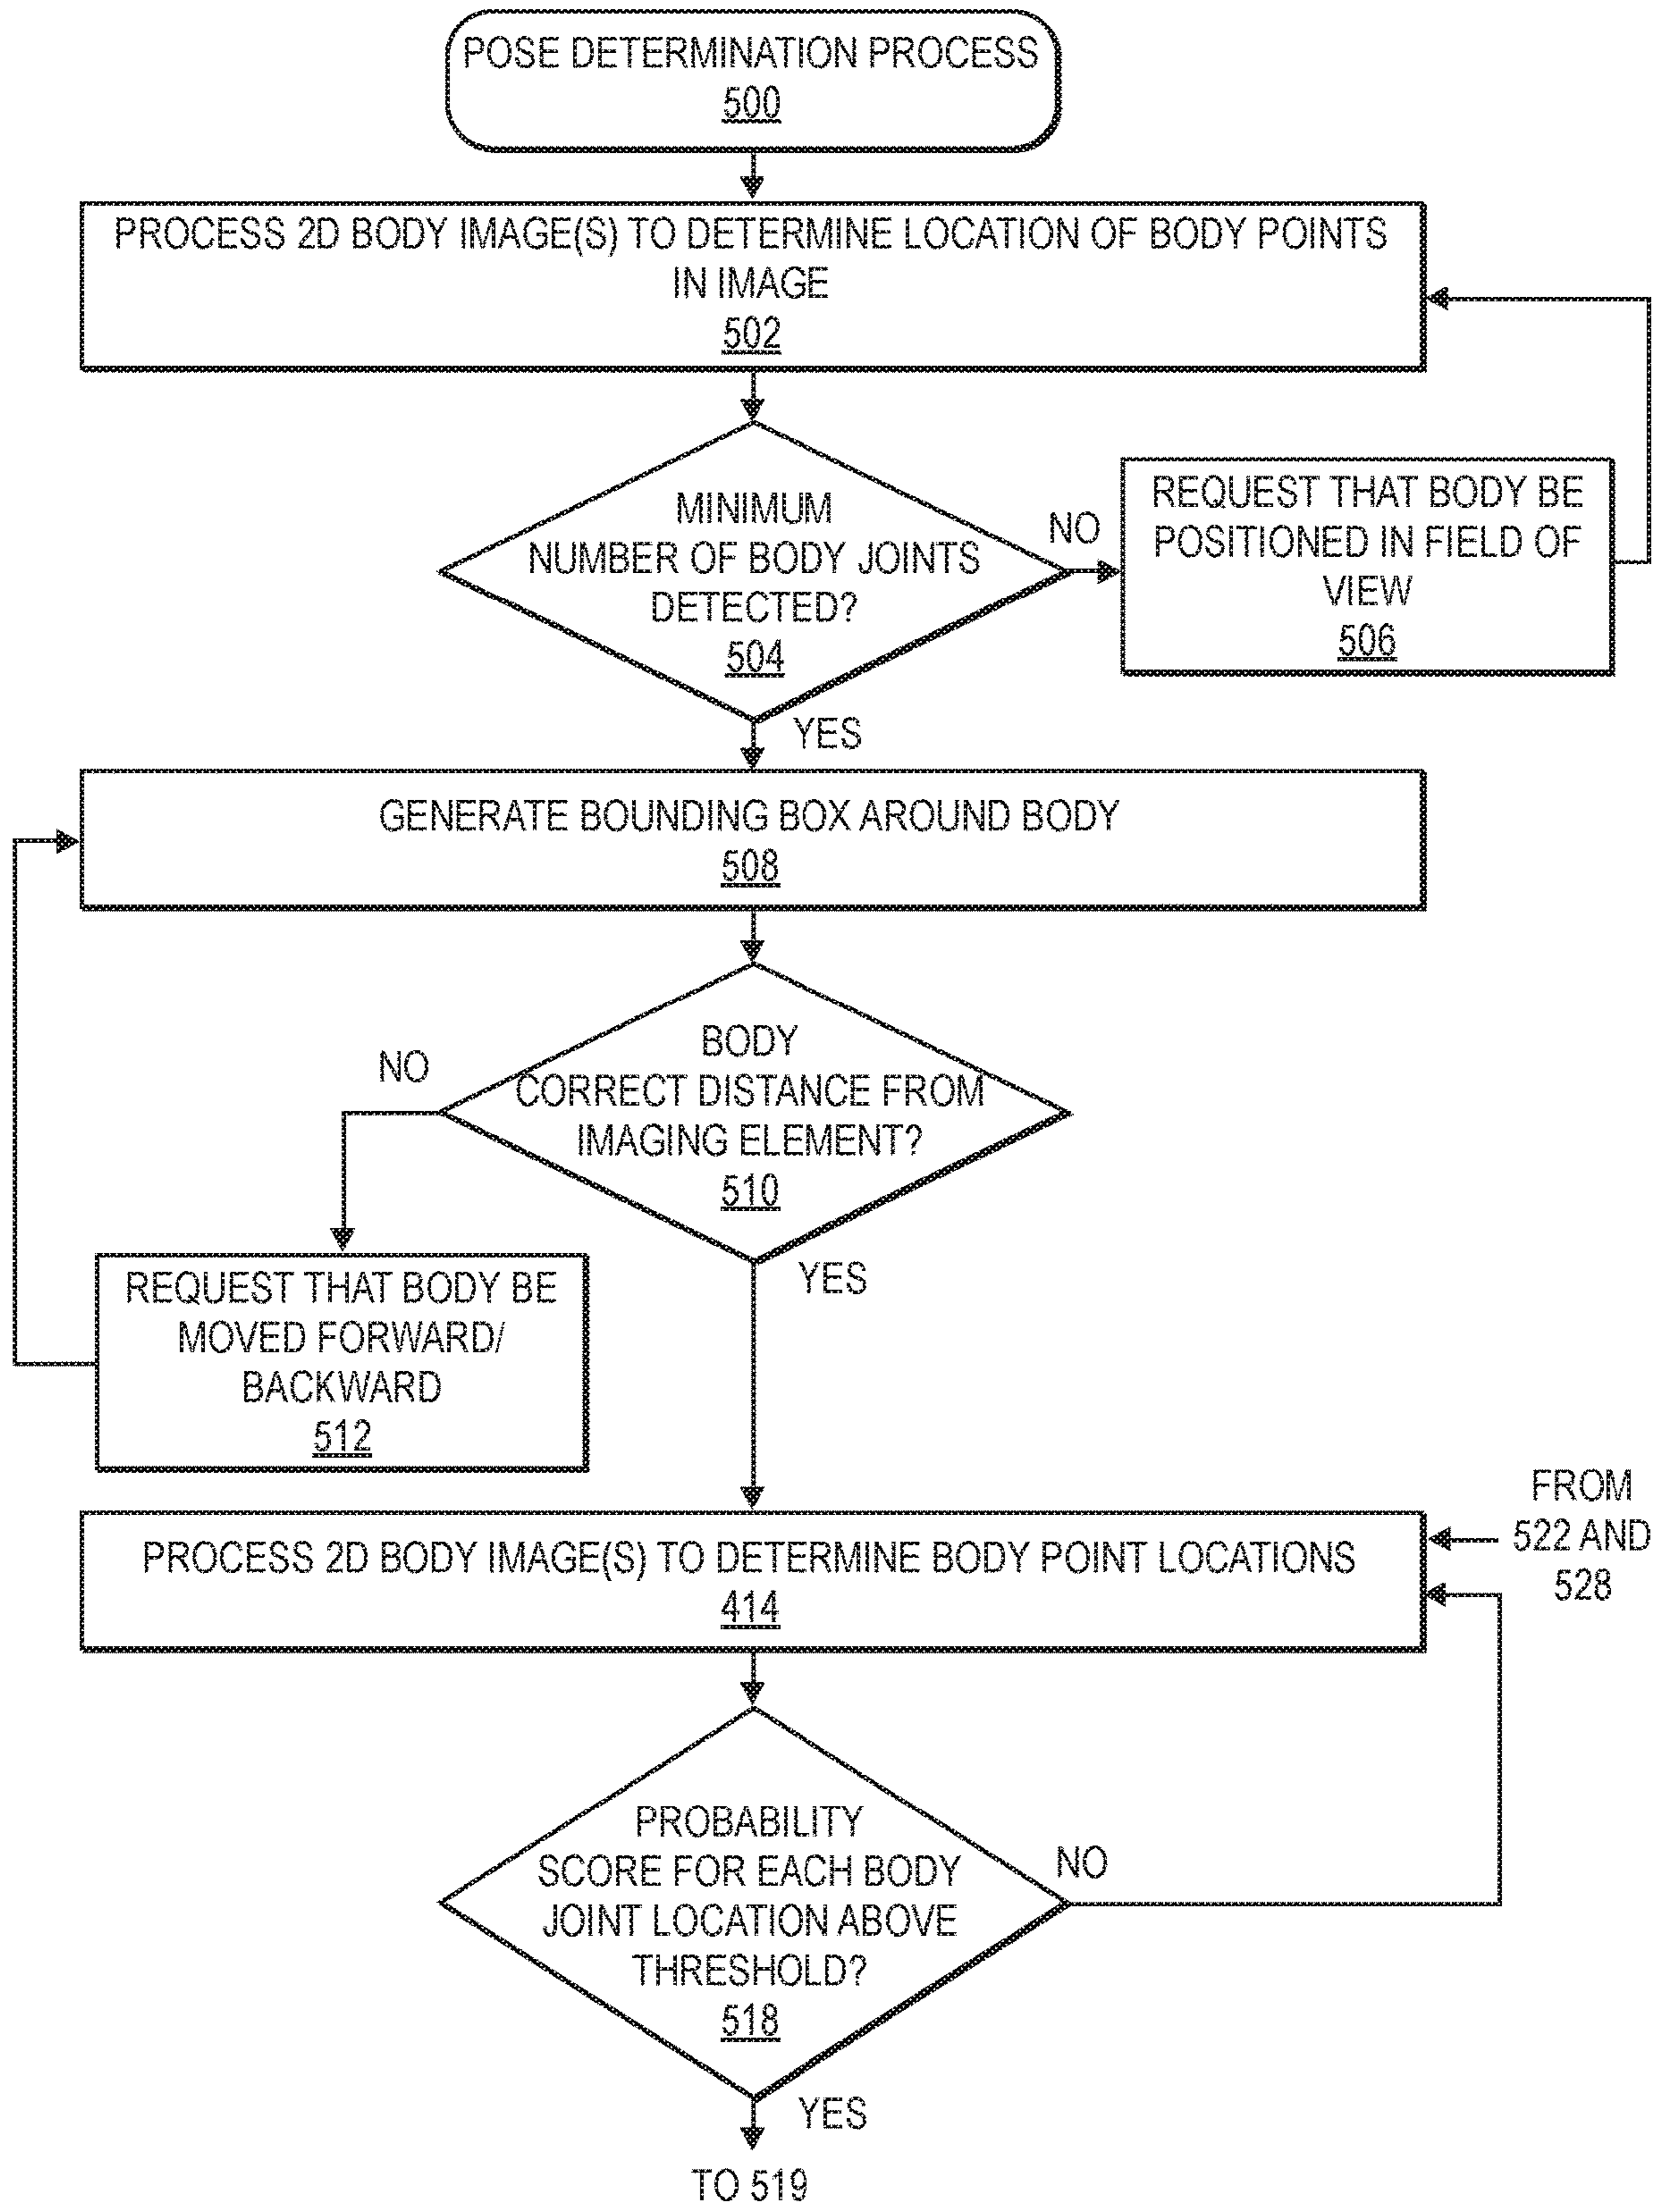 POSE DETERMINATION PROCESS
500
PROCESS 2D BODY IMAGE(S) TO DETERMINE LOCATION OF BODY POINTS
IN IMAGE
502
MINIMUM
NUMBER OF BODY JOINTS
DETECTED?
504
NO
REQUEST THAT BODY BE
POSITIONED IN FIELD OF
VIEW
506
YES
GENERATE BOUNDING BOX AROUND BODY
508
BODY
CORRECT DISTANCE FROM
IMAGING ELEMENT?
510
NO
YES
REQUEST THAT BODY BE
MOVED FORWARD/
BACKWARD
512
FROM
522 AND
528
PROCESS 2D BODY IMAGE(S) TO DETERMINE BODY POINT LOCATIONS
414
PROBABILITY
SCORE FOR EACH BODY
JOINT LOCATION ABOVE
THRESHOLD?
518
NO
YES
TO 519